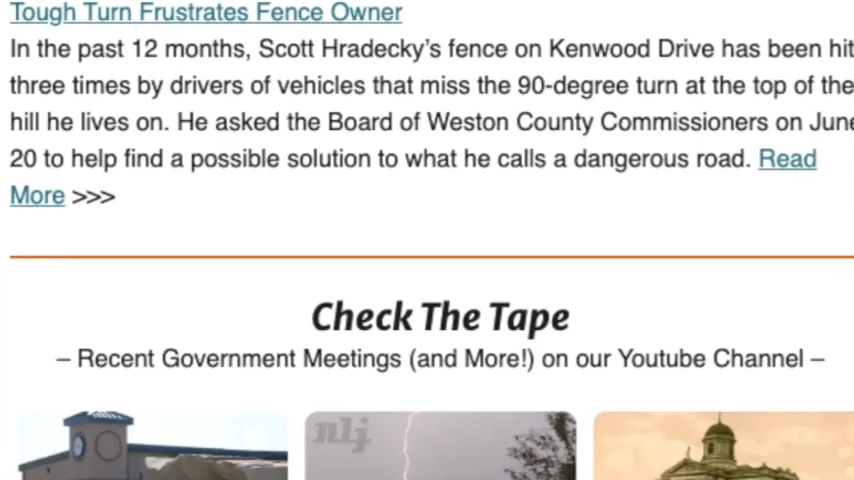 Tough Turn Frustrates Fence Owner
In the past 12 months, Scott Hradecky’s fence on Kenwood Drive has been hit
three times by drivers of vehicles that miss the 90-degree turn at the top of the
hill he lives on. He asked the Board of Weston County Commissioners on June
20 to help find a possible solution to what he calls a dangerous road. Read
More >>>
Check The Tape
– Recent Government Meetings (and More!) on our Youtube Channel –
nlj